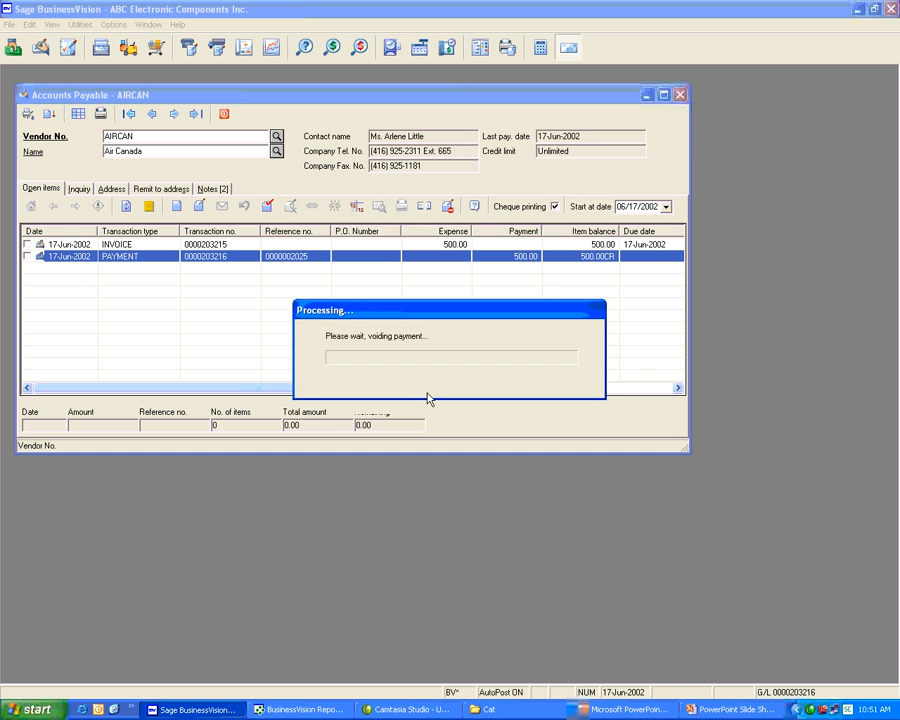 Sage BusinessVision - ABC Electronic Components Inc.
File Edit View Utilities Options Window Help
Accounts Payable - AIRCAN
Vendor No. AIRCAN Contact name Ms. Arlene Little Last pay. date 17-Jun-2002
Name Air Canada Company Tel. No. (416) 925-2311 Ext. 665 Credit limit Unlimited
Company Fax. No. (416) 925-1181
Open items Inquiry Address Remit to address Notes [2]
Cheque printing Start at date 06/17/2002
Date Transaction type Transaction no. Reference no. P.O. Number Expense Payment Item balance Due date
17-Jun-2002 INVOICE 0000203215 500.00 500.00 17-Jun-2002
17-Jun-2002 PAYMENT 0000203216 0000002025 500.00 500.00CR
Processing...
Please wait, voiding payment...
Date Amount Reference no. No. of items Total amount
0 0.00 0.00
Vendor No.
BV* AutoPost ON NUM 17-Jun-2002 G/L 0000203216
start Sage BusinessVision... BusinessVision Repo... Camtasia Studio - U... Cat Microsoft PowerPoin... PowerPoint Slide Sh... SE 10:51 AM